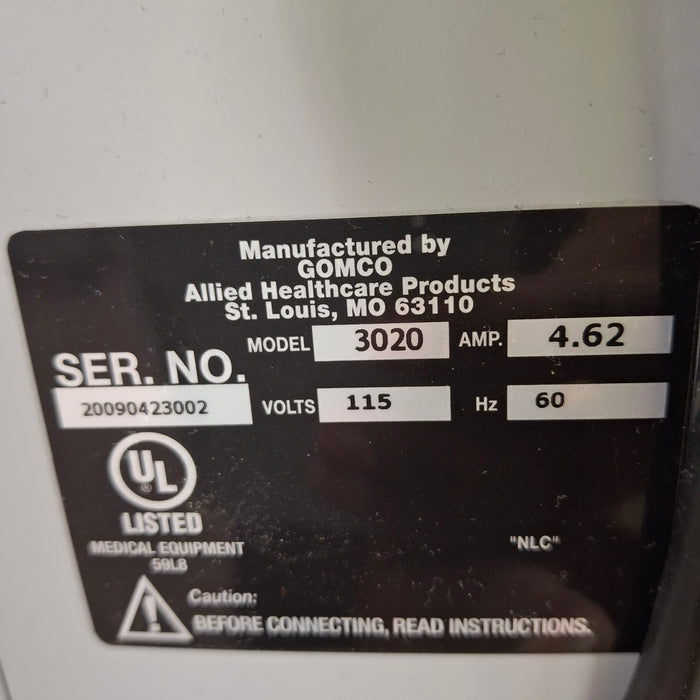 Manufactured by
GOMCO
Allied Healthcare Products
St. Louis, MO 63110
MODEL 3020 AMP. 4.62
SER. NO.
20090423002 VOLTS 115 Hz 60
UL
®
LISTED
MEDICAL EQUIPMENT "NLC"
59L8
Caution:
BEFORE CONNECTING, READ INSTRUCTIONS.